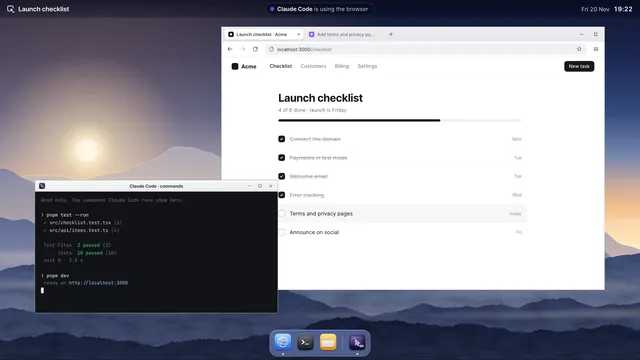 Launch checklist
Claude Code is using the browser
Fri 20 Nov 19:22
Launch checklist · Acme
Add terms and privacy pa...
localhost:3000/checklist
Acme
Checklist
Customers
Billing
Settings
New task
Launch checklist
4 of 6 done · launch is Friday
Connect the domain
Mon
Payments in test mode
Tue
Welcome email
Tue
Error tracking
Wed
Terms and privacy pages
today
Announce on social
Fri
Claude Code · commands
Read only. The commands Claude Code runs show here.
pnpm test --run
✓ src/checklist.test.tsx (6)
✓ src/api/items.test.ts (4)
Test Files 2 passed (2)
Tests 10 passed (10)
pnpm dev
ready on http://localhost:3000